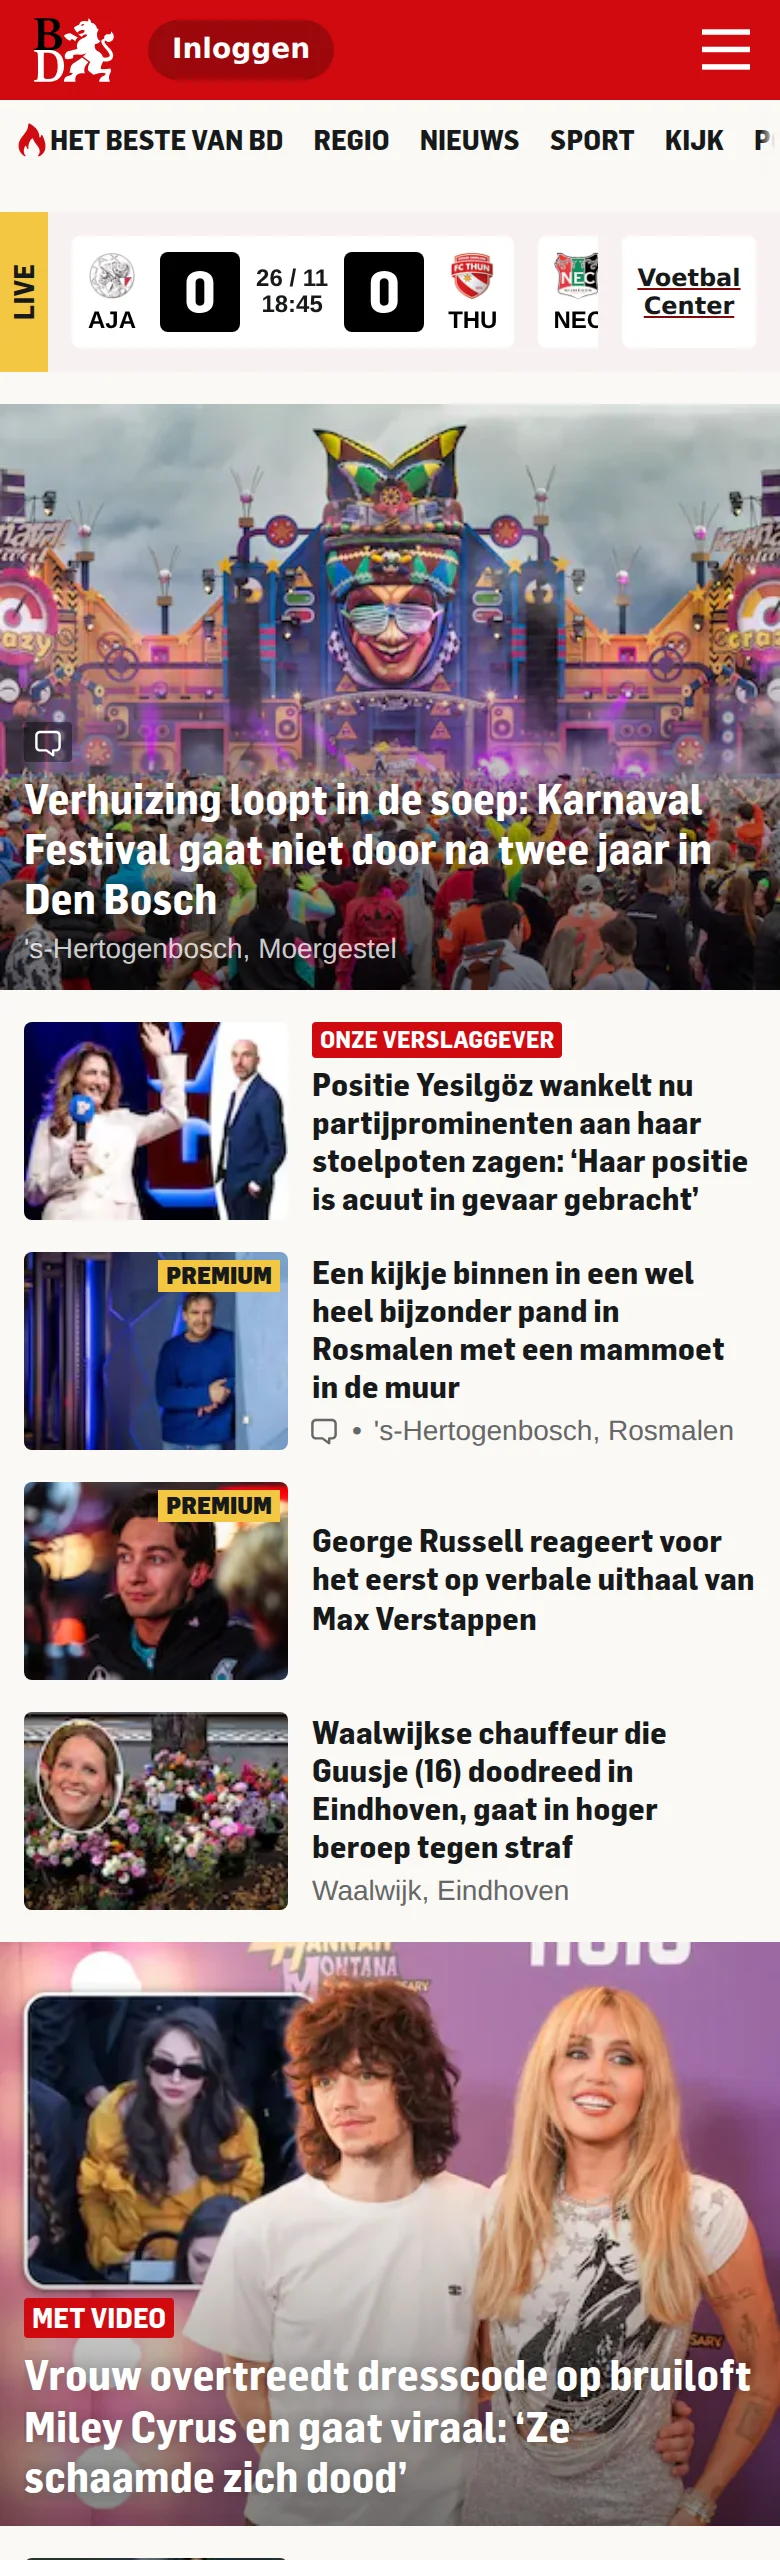 BD
Inloggen
HET BESTE VAN BD REGIO NIEUWS SPORT KIJK
LIVE
AJA 0 26 / 11 18:45 0 THU
FC THUN
NEC
NEC
Voetbal
Center
azy
Verhuizing loopt in de soep: Karnaval
Festival gaat niet door na twee jaar in
Den Bosch
's-Hertogenbosch, Moergestel
ONZE VERSLAGGEVER
Positie Yesilgöz wankelt nu
partijprominenten aan haar
stoelpoten zagen: ‘Haar positie
is acuut in gevaar gebracht’
PREMIUM
Een kijkje binnen in een wel
heel bijzonder pand in
Rosmalen met een mammoet
in de muur
• 's-Hertogenbosch, Rosmalen
PREMIUM
George Russell reageert voor
het eerst op verbale uithaal van
Max Verstappen
Waalwijkse chauffeur die
Guusje (16) doodreed in
Eindhoven, gaat in hoger
beroep tegen straf
Waalwijk, Eindhoven
HANNAH
MONTANA
MET VIDEO
Vrouw overtreedt dresscode op bruiloft
Miley Cyrus en gaat viraal: ‘Ze
schaamde zich dood’